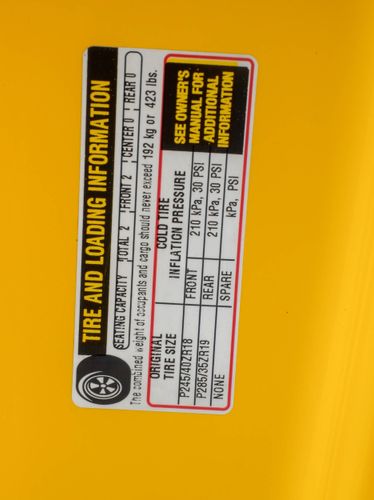 TIRE AND LOADING INFORMATION
SEATING CAPACITY TOTAL 2 FRONT 2 CENTER 0 REAR 0
The combined weight of occupants and cargo should never exceed 192 kg or 423 lbs.
ORIGINAL TIRE SIZE
COLD TIRE INFLATION PRESSURE
SEE OWNER'S
MANUAL FOR
ADDITIONAL
INFORMATION
P245/40ZR18 FRONT 210 kPa, 30 PSI
P285/35ZR19 REAR 210 kPa, 30 PSI
NONE SPARE kPa, PSI